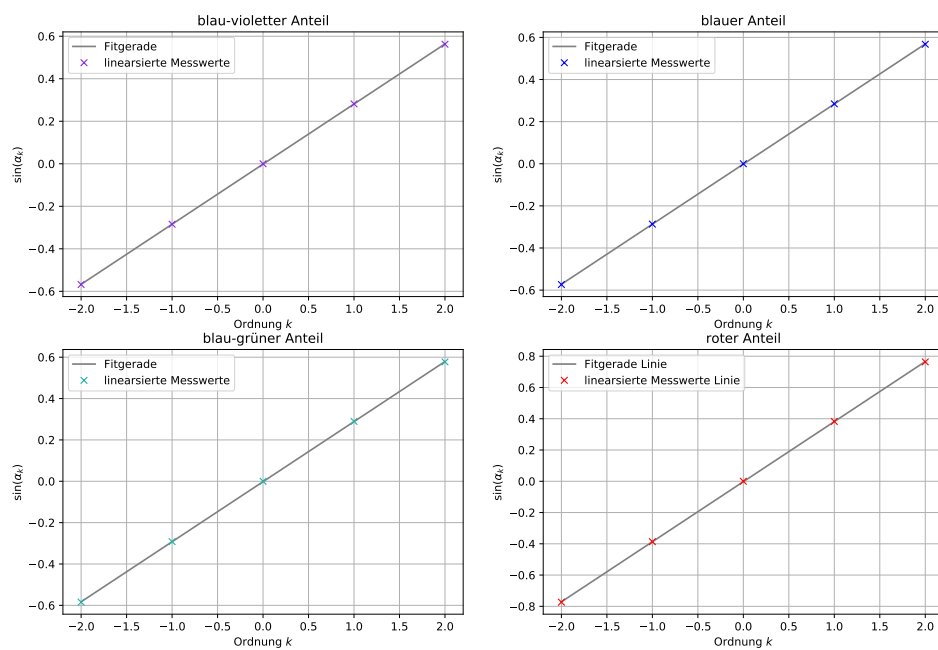 blau-violetter Anteil
0.6
0.4
0.2
0.0
−0.2
−0.4
−0.6
sin(αₖ)
Fitgerade
linearsierte Messwerte
−2.0 −1.5 −1.0 −0.5 0.0 0.5 1.0 1.5 2.0
Ordnung k
blauer Anteil
0.6
0.4
0.2
0.0
−0.2
−0.4
−0.6
sin(αₖ)
Fitgerade
linearsierte Messwerte
−2.0 −1.5 −1.0 −0.5 0.0 0.5 1.0 1.5 2.0
Ordnung k
blau-grüner Anteil
0.6
0.4
0.2
0.0
−0.2
−0.4
−0.6
sin(αₖ)
Fitgerade
linearsierte Messwerte
−2.0 −1.5 −1.0 −0.5 0.0 0.5 1.0 1.5 2.0
Ordnung k
roter Anteil
0.8
0.6
0.4
0.2
0.0
−0.2
−0.4
−0.6
−0.8
sin(αₖ)
Fitgerade Linie
linearsierte Messwerte Linie
−2.0 −1.5 −1.0 −0.5 0.0 0.5 1.0 1.5 2.0
Ordnung k